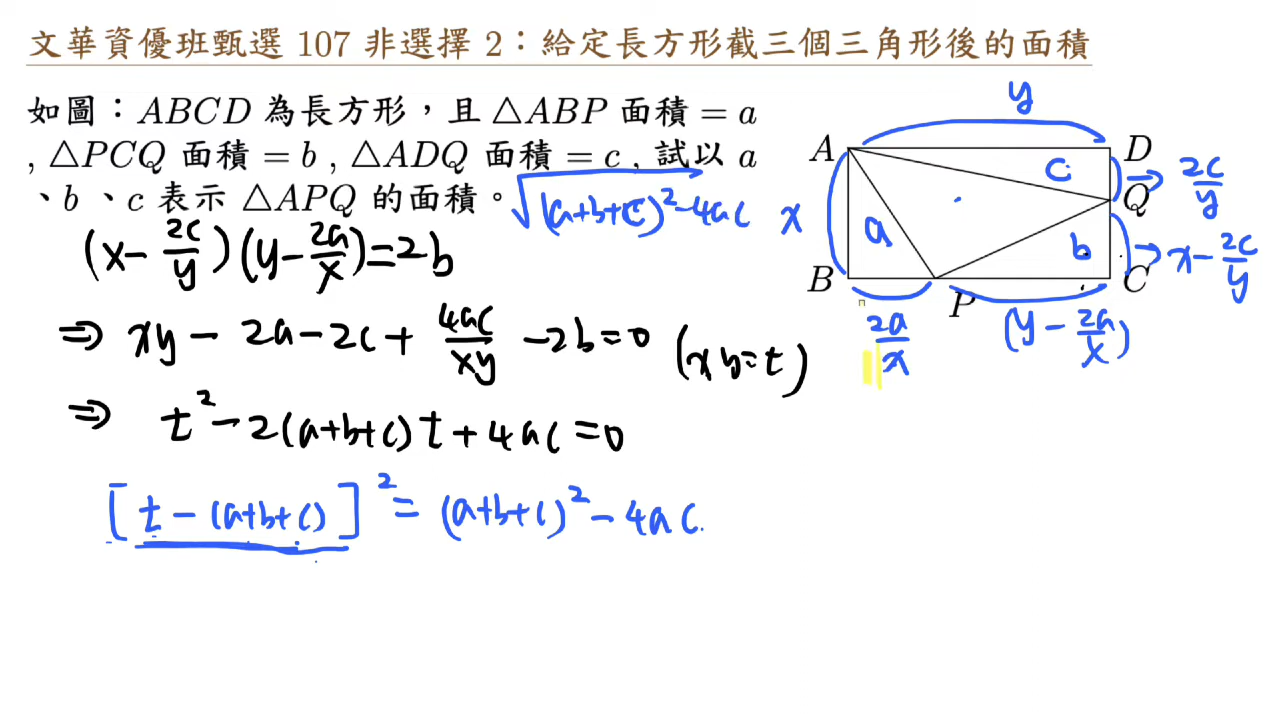 文華資優班甄選 107 非選擇 2：給定長方形截三個三角形後的面積
如圖：ABCD 為長方形，且 △ABP 面積 = a
, △PCQ 面積 = b , △ADQ 面積 = c, 試以 a
、b 、c 表示 △APQ 的面積。 √((a+b+c)²-4ac)
(x - 2c/y)(y - 2a/x) = 2b
⇒ xy - 2a - 2c + 4ac/xy - 2b = 0 (xy = t)
⇒ t² - 2(a+b+c)t + 4ac = 0
[t - (a+b+c)]² = (a+b+c)² - 4ac
y
A
D
c
2c/y
Q
x
a
b
x - 2c/y
B
P
C
2a/x
(y - 2a/x)